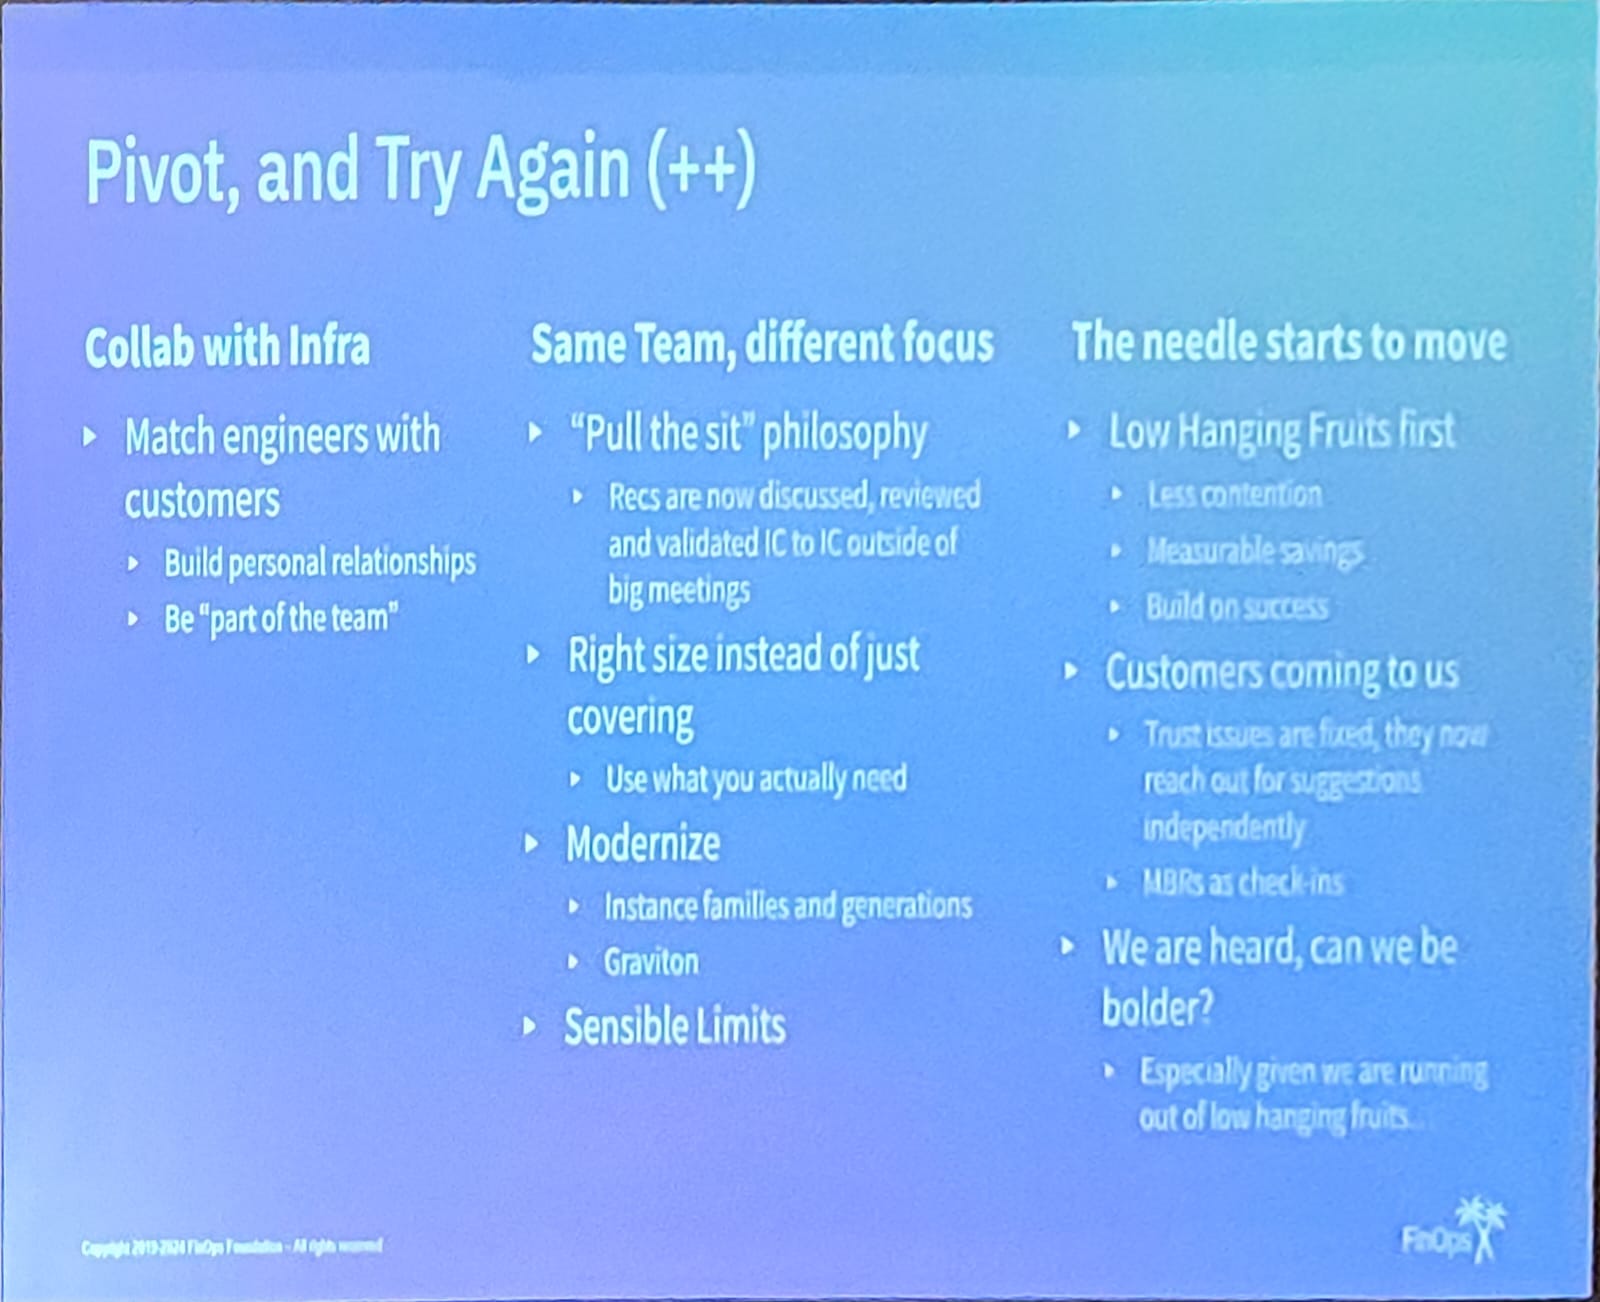 Pivot, and Try Again (++)
Collab with Infra
Match engineers with
customers
Build personal relationships
Be “part of the team”
Same Team, different focus
“Pull the sit” philosophy
Recs are now discussed, reviewed
and validated IC to IC outside of
big meetings
Right size instead of just
covering
Use what you actually need
Modernize
Instance families and generations
Graviton
Sensible Limits
The needle starts to move
Low Hanging Fruits first
Less contention
Measurable savings
Build on success
Customers coming to us
Trust issues are fixed, they now
reach out for suggestions
independently
MBRs as check-ins
We are heard, can we be
bolder?
Especially given we are running
out of low hanging fruits...
Copyright 2019-2024 FinOps Foundation - All rights reserved
FinOps X